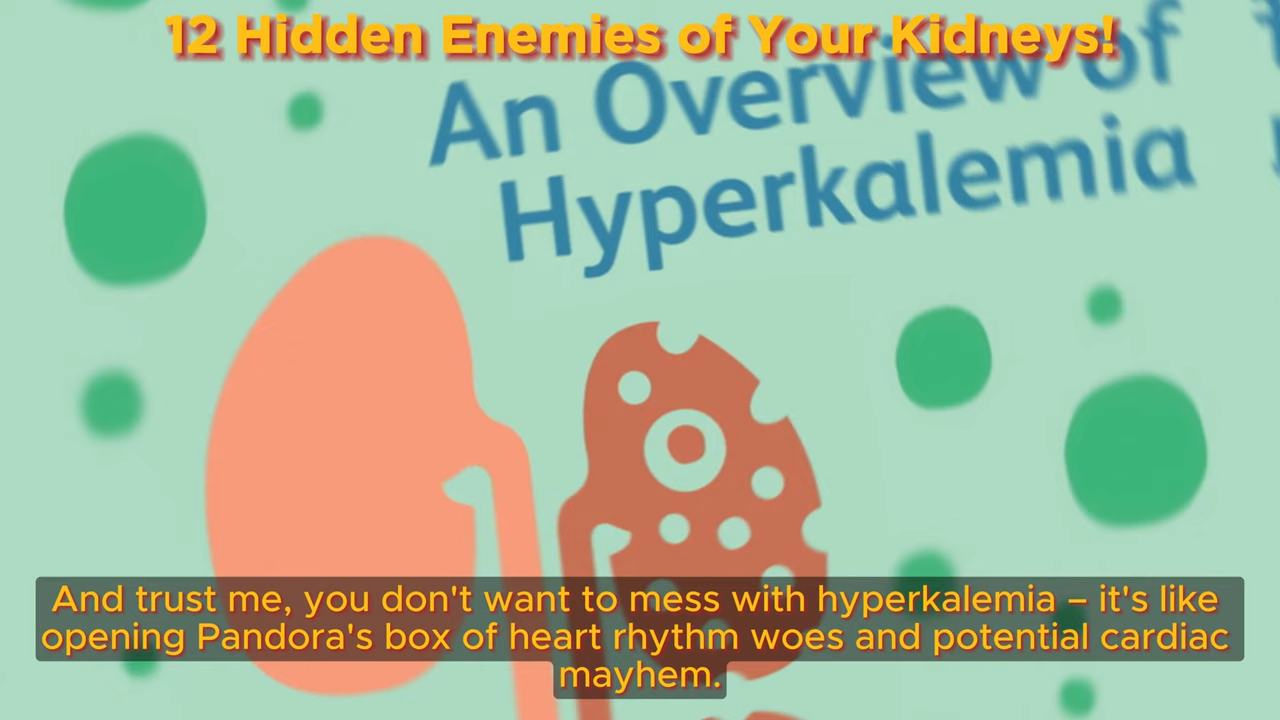 12 Hidden Enemies of Your Kidneys!
An Overview of
Hyperkalemia
And trust me, you don't want to mess with hyperkalemia – it's like
opening Pandora's box of heart rhythm woes and potential cardiac
mayhem.